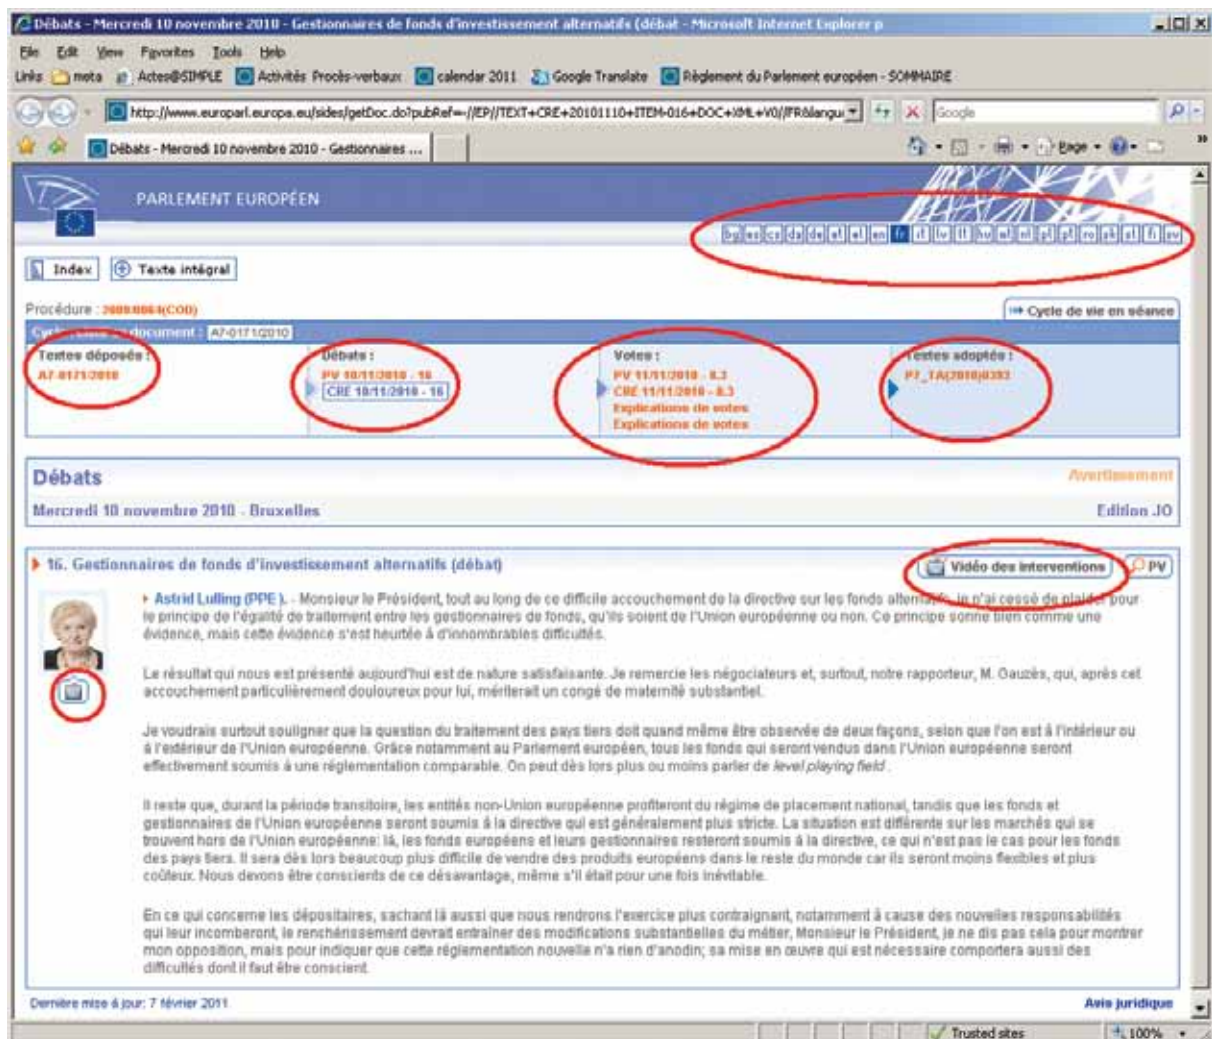 Débats - Mercredi 10 novembre 2010 - Gestionnaires de fonds d'investissement alternatifs (débat - Microsoft Internet Explorer p
File Edit View Favorites Tools Help
Links meta Actes@SIMPLE Activités Procès-verbaux calendar 2011 Google Translate Règlement du Parlement européen - SOMMAIRE
http://www.europarl.europa.eu/sides/getDoc.do?pubRef=-//EP//TEXT+CRE+20101110+ITEM-016+DOC+XML+V0//FR&langu Google
Débats - Mercredi 10 novembre 2010 - Gestionnaires ... Page
PARLEMENT EUROPÉEN
bg es cs da de et el en fr it lv lt hu mt nl pl pt ro sk sl fi sv
Index Texte intégral
Procédure : 2009/0064(COD) Cycle de vie en séance
document : A7-0171/2010
Textes déposés : Débats : Votes : Textes adoptés :
A7-0171/2010 PV 10/11/2010 - 16 PV 11/11/2010 - 8.3 P7_TA(2010)0393
CRE 10/11/2010 - 16 CRE 11/11/2010 - 8.3
Explications de votes
Explications de votes
Débats Avertissement
Mercredi 10 novembre 2010 - Bruxelles Edition JO
16. Gestionnaires de fonds d'investissement alternatifs (débat) Vidéo des interventions PV
Astrid Lulling (PPE ). - Monsieur le Président, tout au long de ce difficile accouchement de la directive sur les fonds alternatifs, je n'ai cessé de plaider pour
le principe de l'égalité de traitement entre les gestionnaires de fonds, qu'ils soient de l'Union européenne ou non. Ce principe sonne bien comme une
évidence, mais cette évidence s'est heurtée à d'innombrables difficultés.
Le résultat qui nous est présenté aujourd'hui est de nature satisfaisante. Je remercie les négociateurs et, surtout, notre rapporteur, M. Gauzès, qui, après cet
accouchement particulièrement douloureux pour lui, mériterait un congé de maternité substantiel.
Je voudrais surtout souligner que la question du traitement des pays tiers doit quand même être observée de deux façons, selon que l'on est à l'intérieur ou
à l'extérieur de l'Union européenne. Grâce notamment au Parlement européen, tous les fonds qui seront vendus dans l'Union européenne seront
effectivement soumis à une réglementation comparable. On peut dès lors plus ou moins parler de level playing field .
Il reste que, durant la période transitoire, les entités non-Union européenne profiteront du régime de placement national, tandis que les fonds et
gestionnaires de l'Union européenne seront soumis à la directive qui est généralement plus stricte. La situation est différente sur les marchés qui se
trouvent hors de l'Union européenne: là, les fonds européens et leurs gestionnaires resteront soumis à la directive, ce qui n'est pas le cas pour les fonds
des pays tiers. Il sera dès lors beaucoup plus difficile de vendre des produits européens dans le reste du monde car ils seront moins flexibles et plus
coûteux. Nous devons être conscients de ce désavantage, même s'il était pour une fois inévitable.
En ce qui concerne les dépositaires, sachant là aussi que nous rendrons l'exercice plus contraignant, notamment à cause des nouvelles responsabilités
qui leur incomberont, le renchérissement devrait entraîner des modifications substantielles du métier, Monsieur le Président, je ne dis pas cela pour montrer
mon opposition, mais pour indiquer que cette réglementation nouvelle n'a rien d'anodin; sa mise en œuvre qui est nécessaire comportera aussi des
difficultés dont il faut être conscient.
Dernière mise à jour: 7 février 2011 Avis juridique
Trusted sites 100%